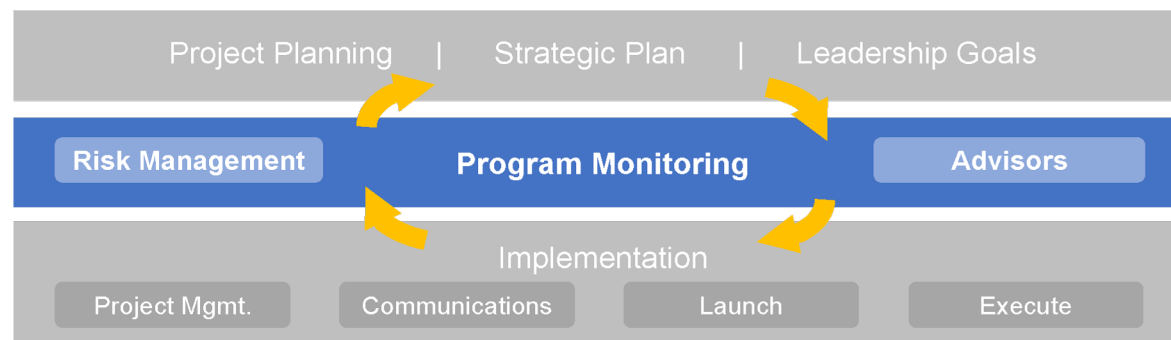 Project Planning | Strategic Plan | Leadership Goals
Risk Management Program Monitoring Advisors
Implementation
Project Mgmt. Communications Launch Execute